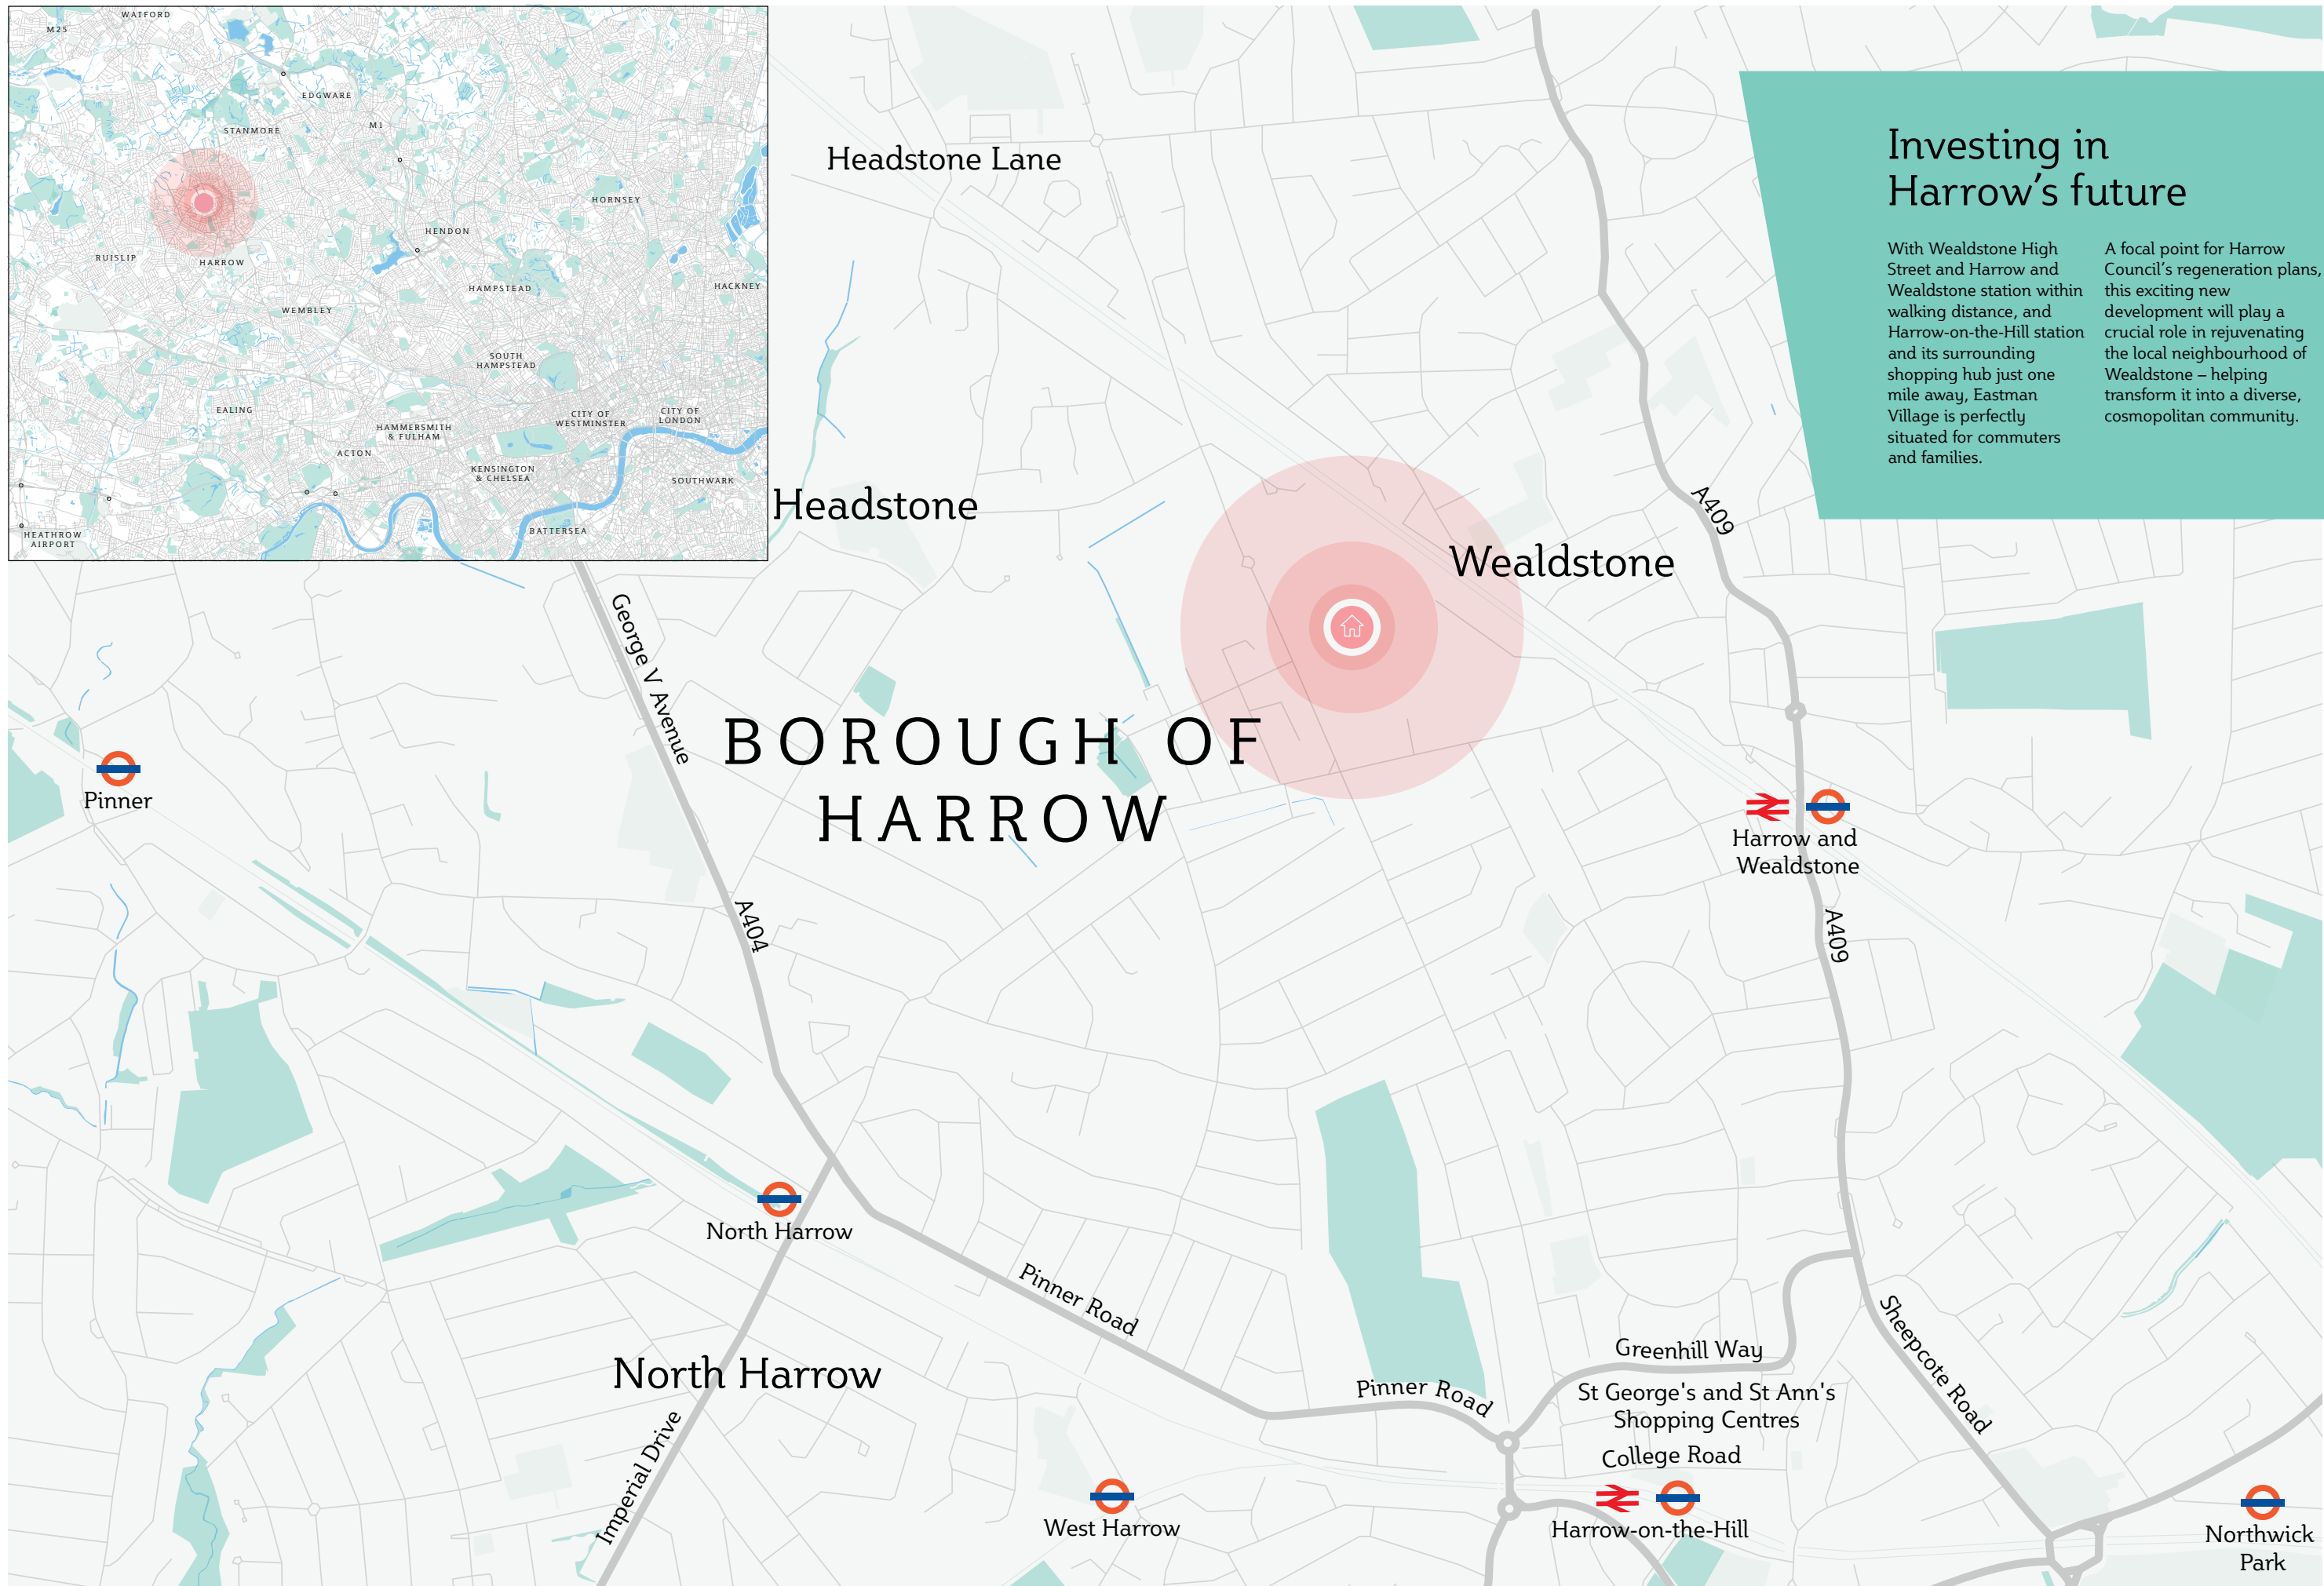 WATFORD
M25
EDGWARE
M1
STANMORE
HORNSEY
HENDON
RUISLIP
HARROW
HAMPSTEAD
HACKNEY
WEMBLEY
SOUTH
HAMPSTEAD
EALING
CITY OF
WESTMINSTER
CITY OF
LONDON
HAMMERSMITH
& FULHAM
ACTON
KENSINGTON
& CHELSEA
SOUTHWARK
BATTERSEA
HEATHROW
AIRPORT
Headstone Lane
Investing in
Harrow’s future
With Wealdstone High
Street and Harrow and
Wealdstone station within
walking distance, and
Harrow-on-the-Hill station
and its surrounding
shopping hub just one
mile away, Eastman
Village is perfectly
situated for commuters
and families.
A focal point for Harrow
Council’s regeneration plans,
this exciting new
development will play a
crucial role in rejuvenating
the local neighbourhood of
Wealdstone – helping
transform it into a diverse,
cosmopolitan community.
Headstone
A409
Wealdstone
George V Avenue
BOROUGH OF
HARROW
Pinner
Harrow and
Wealdstone
A404
A409
North Harrow
Pinner Road
North Harrow
Imperial Drive
Pinner Road
Greenhill Way
Sheepcote Road
St George's and St Ann's
Shopping Centres
College Road
West Harrow
Harrow-on-the-Hill
Northwick
Park